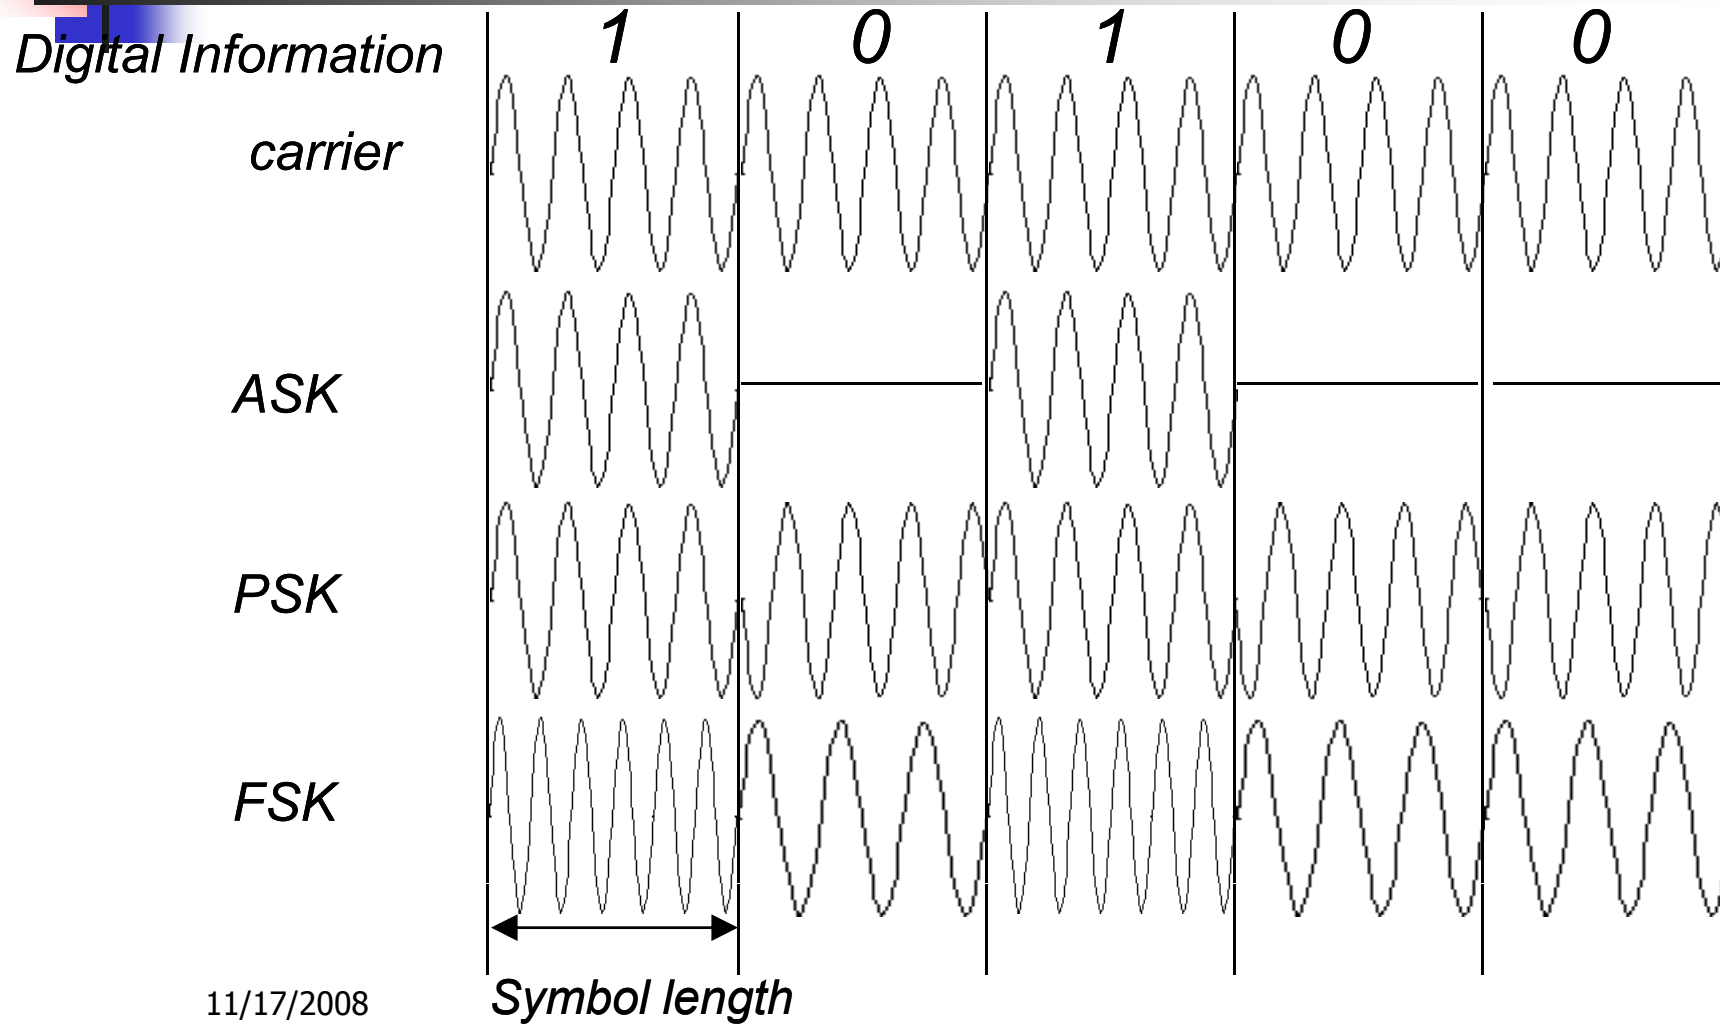 1 0 1 0 0
Digital Information
carrier
ASK
PSK
FSK
Symbol length
11/17/2008